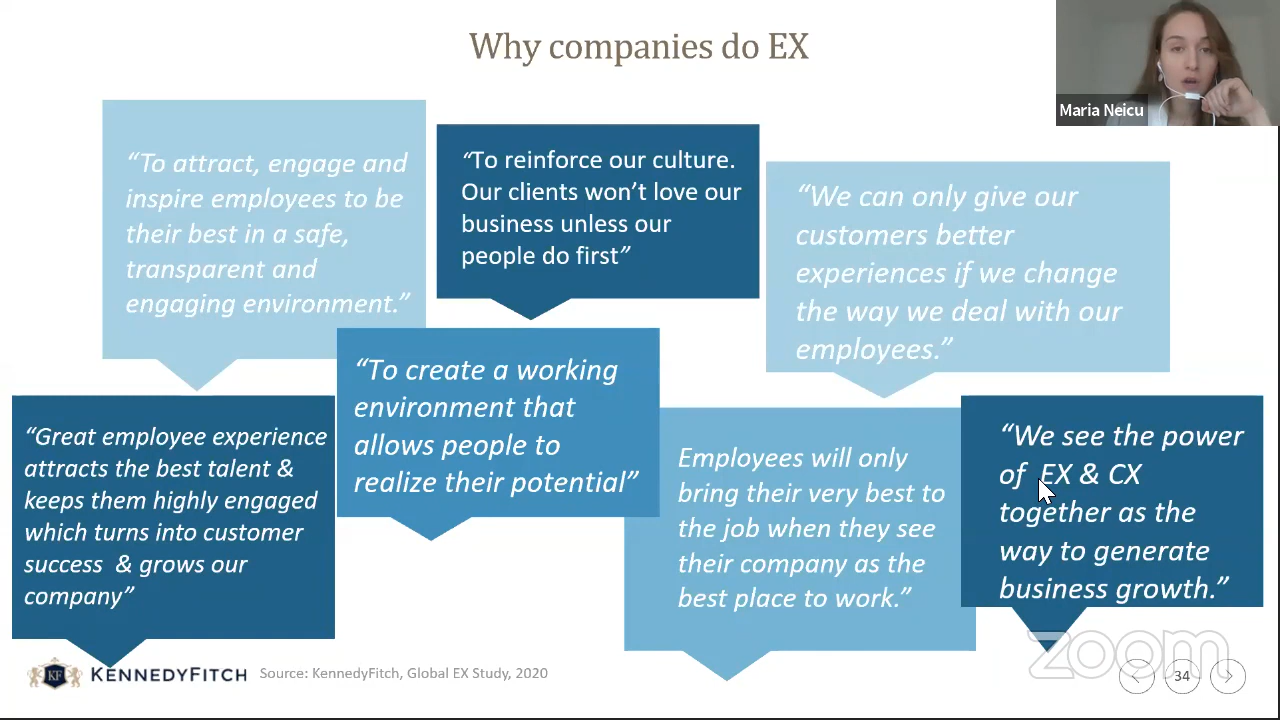 Why companies do EX
Maria Neicu
“To attract, engage and
inspire employees to be
their best in a safe,
transparent and
engaging environment.”
“To reinforce our culture.
Our clients won’t love our
business unless our
people do first”
“We can only give our
customers better
experiences if we change
the way we deal with our
employees.”
“Great employee experience
attracts the best talent &
keeps them highly engaged
which turns into customer
success & grows our
company”
“To create a working
environment that
allows people to
realize their potential”
Employees will only
bring their very best to
the job when they see
their company as the
best place to work.”
“We see the power
of EX & CX
together as the
way to generate
business growth.”
KF
KENNEDYFITCH
Source: KennedyFitch, Global EX Study, 2020
zoom
34